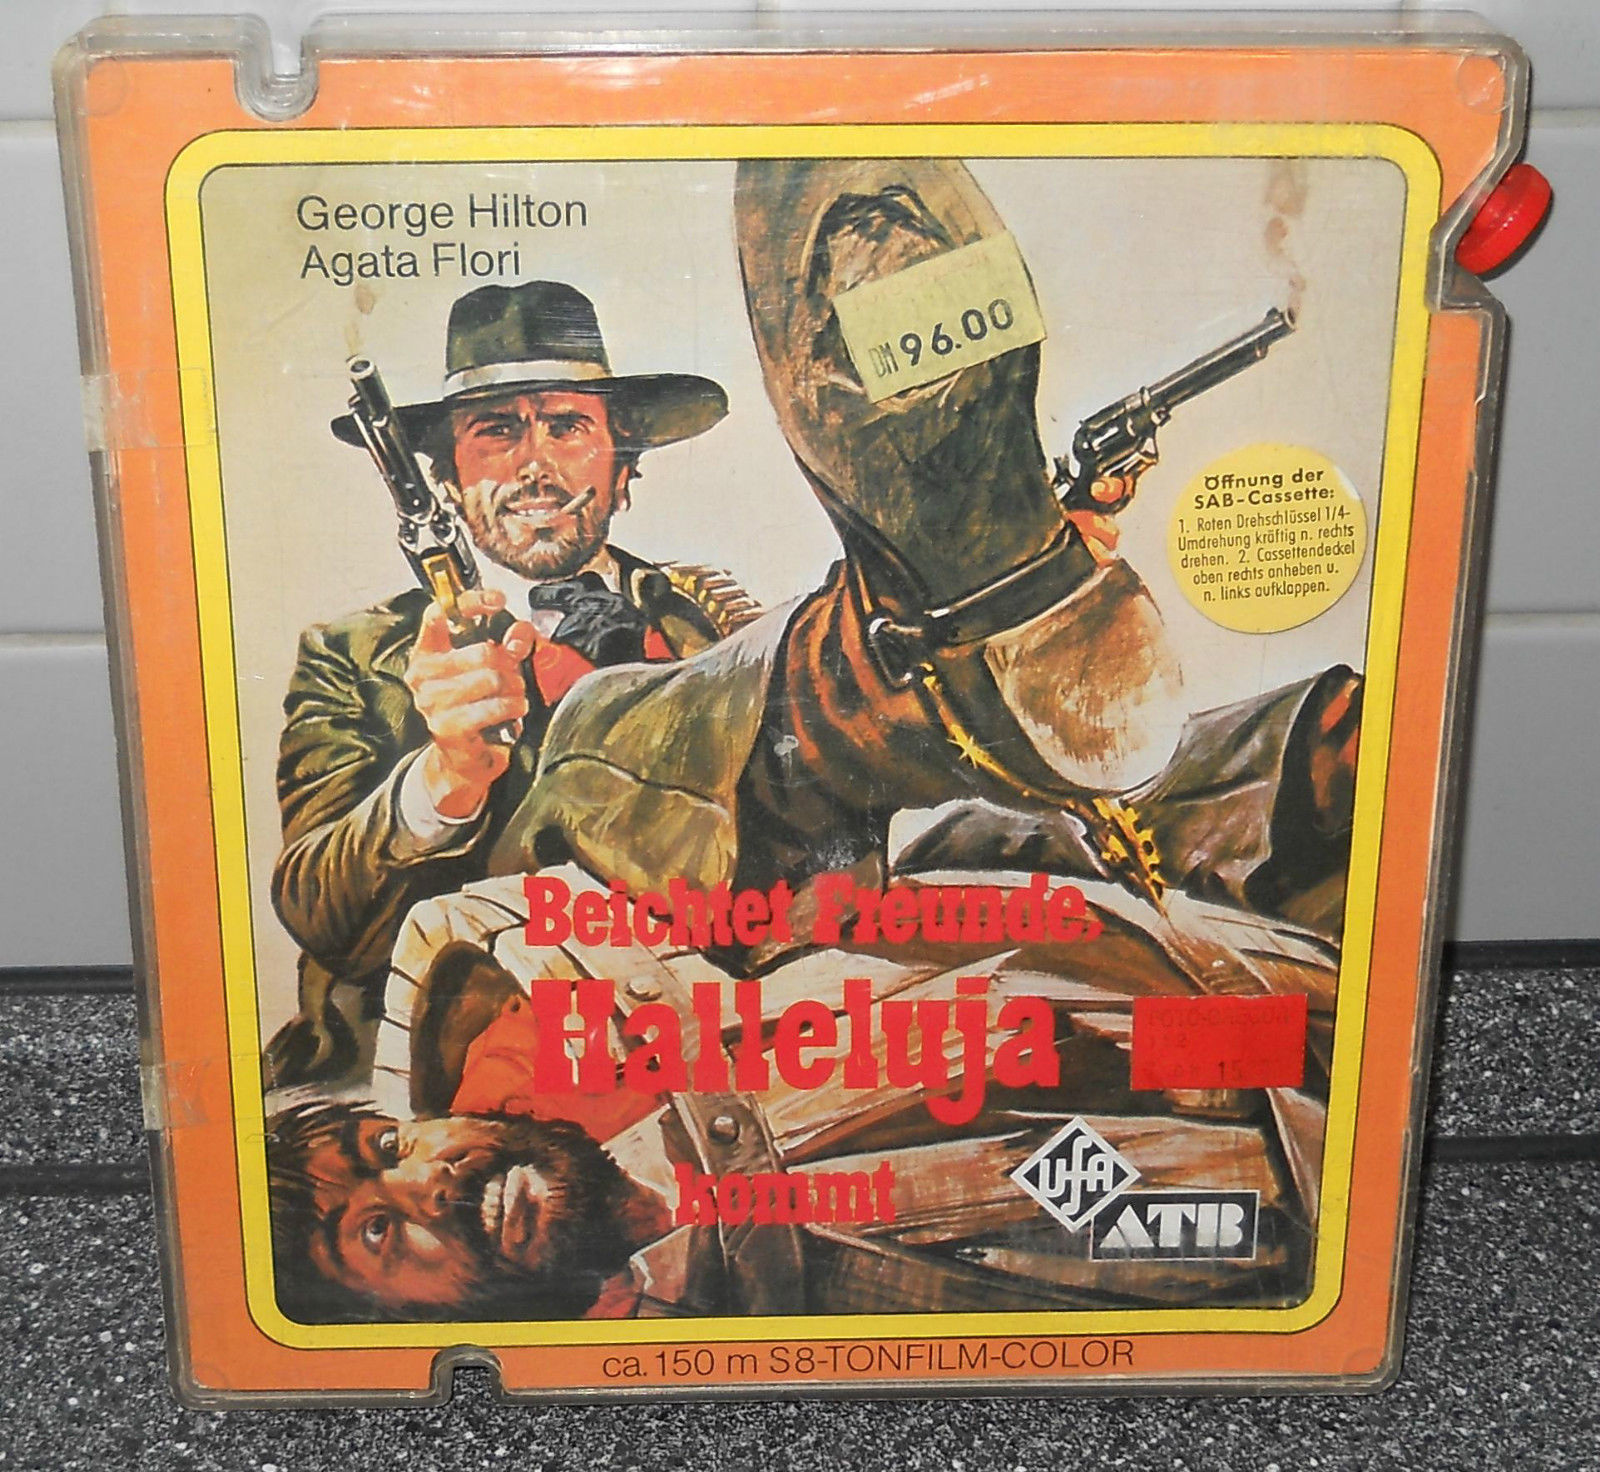 George Hilton
Agata Flori
DM 96.00
Öffnung der
SAB-Cassette:
1. Roten Drehschlüssel 1/4-
Umdrehung kräftig n. rechts
drehen. 2. Cassettendeckel
oben rechts anheben u.
n. links aufklappen.
Beichtet Freunde,
Halleluja
kommt
15
UfA
ATB
ca. 150 m S8-TONFILM-COLOR